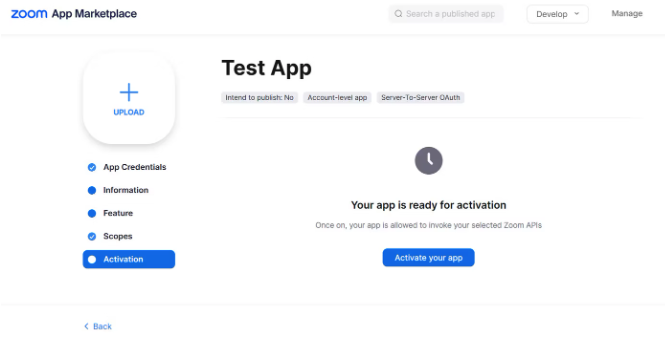 zoom App Marketplace
Search a published app
Develop
Manage
UPLOAD
Test App
Intend to publish: No
Account-level app
Server-To-Server OAuth
App Credentials
Information
Feature
Scopes
Activation
Your app is ready for activation
Once on, your app is allowed to invoke your selected Zoom APIs
Activate your app
Back